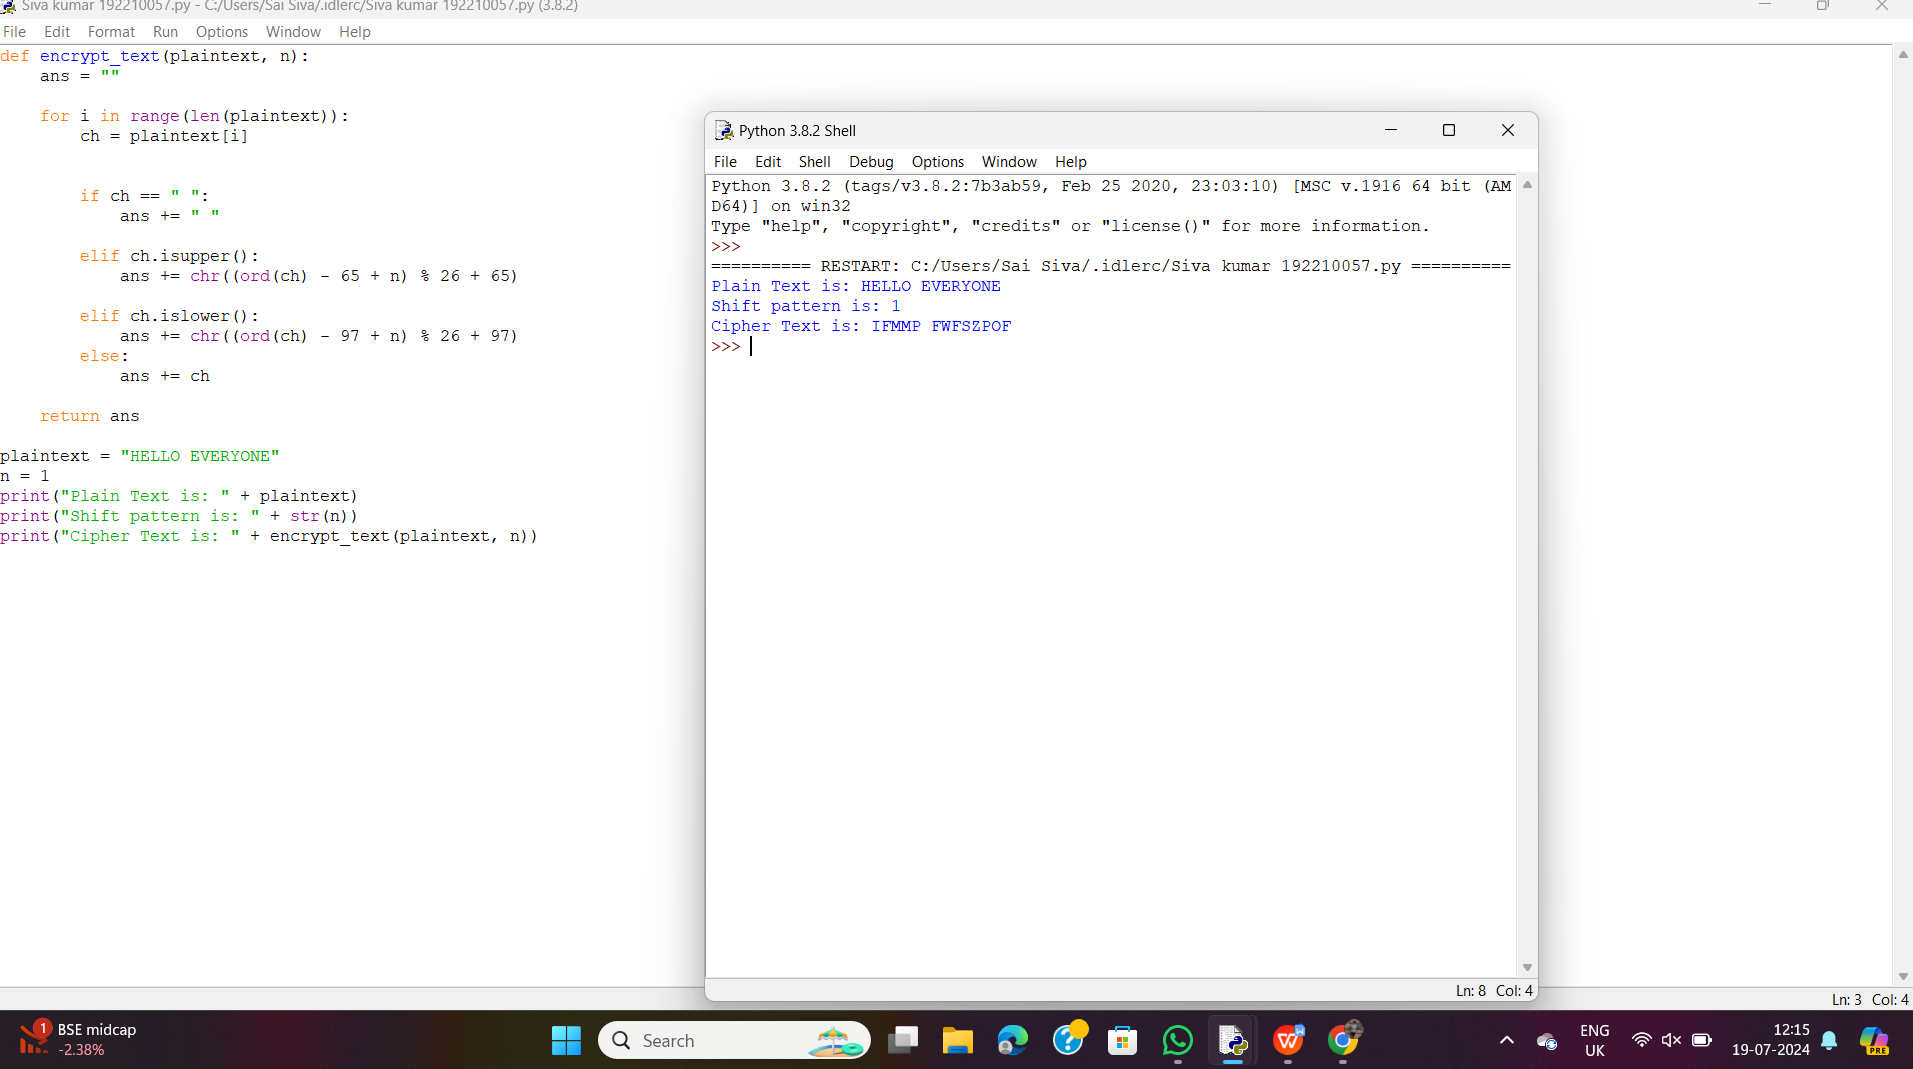 Siva kumar 192210057.py - C:/Users/Sai Siva/.idlerc/Siva kumar 192210057.py (3.8.2)
File Edit Format Run Options Window Help
def encrypt_text(plaintext, n):
    ans = ""
    for i in range(len(plaintext)):
        ch = plaintext[i]
        if ch == " ":
            ans += " "
        elif ch.isupper():
            ans += chr((ord(ch) - 65 + n) % 26 + 65)
        elif ch.islower():
            ans += chr((ord(ch) - 97 + n) % 26 + 97)
        else:
            ans += ch
    return ans
plaintext = "HELLO EVERYONE"
n = 1
print("Plain Text is: " + plaintext)
print("Shift pattern is: " + str(n))
print("Cipher Text is: " + encrypt_text(plaintext, n))
Python 3.8.2 Shell
File Edit Shell Debug Options Window Help
Python 3.8.2 (tags/v3.8.2:7b3ab59, Feb 25 2020, 23:03:10) [MSC v.1916 64 bit (AM
D64)] on win32
Type "help", "copyright", "credits" or "license()" for more information.
>>>
========== RESTART: C:/Users/Sai Siva/.idlerc/Siva kumar 192210057.py ==========
Plain Text is: HELLO EVERYONE
Shift pattern is: 1
Cipher Text is: IFMMP FWFSZPOF
>>>
Ln: 8 Col: 4
Ln: 3 Col: 4
1
BSE midcap
-2.38%
Search
W
ENG
UK
12:15
19-07-2024
PRE